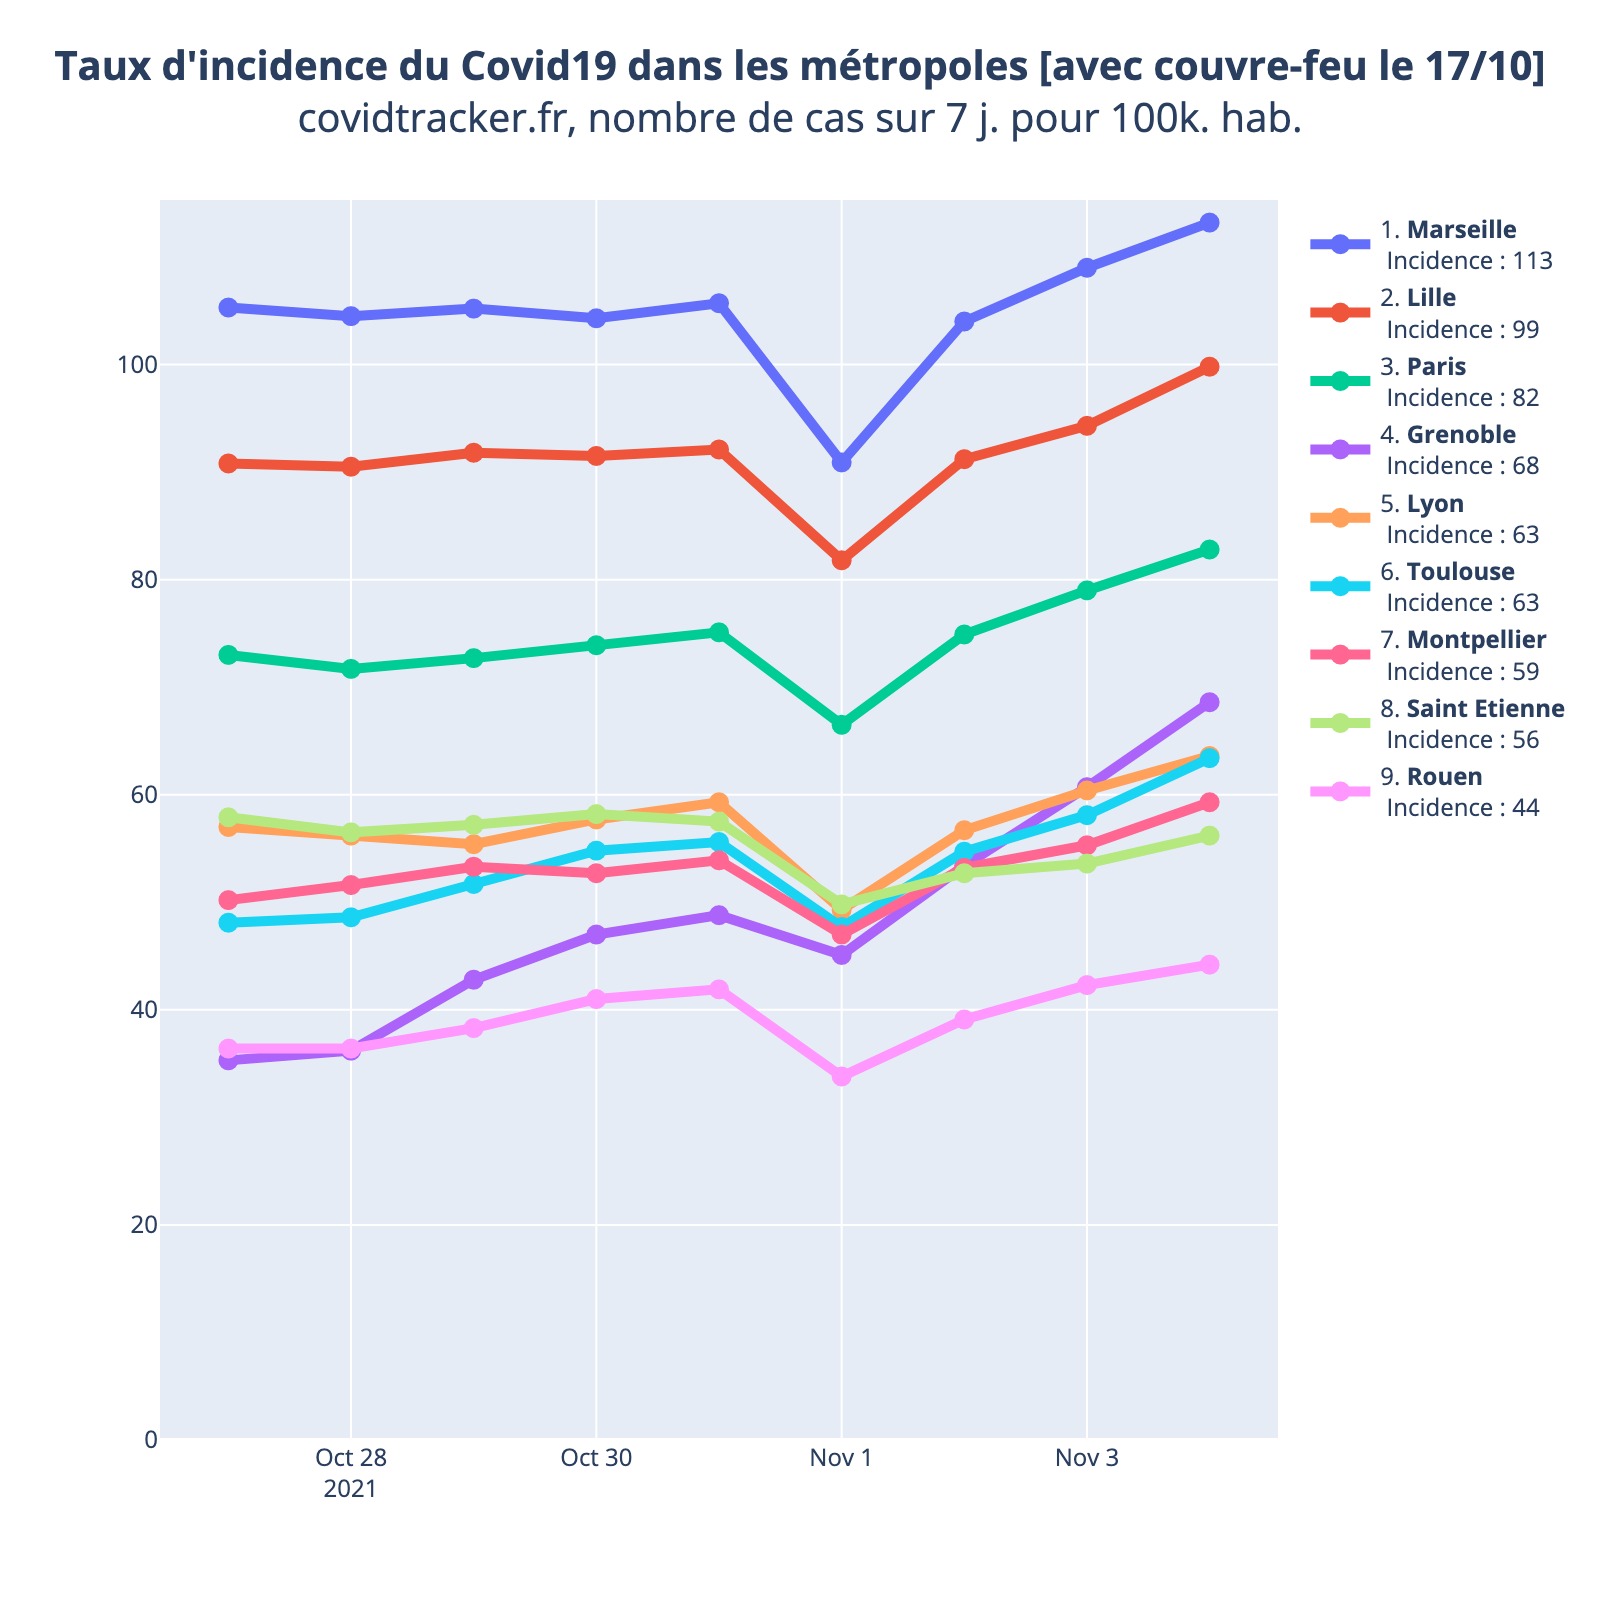 Taux d'incidence du Covid19 dans les métropoles [avec couvre-feu le 17/10]
covidtracker.fr, nombre de cas sur 7 j. pour 100k. hab.
100
80
60
40
20
0
Oct 28
2021
Oct 30
Nov 1
Nov 3
1. Marseille
Incidence : 113
2. Lille
Incidence : 99
3. Paris
Incidence : 82
4. Grenoble
Incidence : 68
5. Lyon
Incidence : 63
6. Toulouse
Incidence : 63
7. Montpellier
Incidence : 59
8. Saint Etienne
Incidence : 56
9. Rouen
Incidence : 44